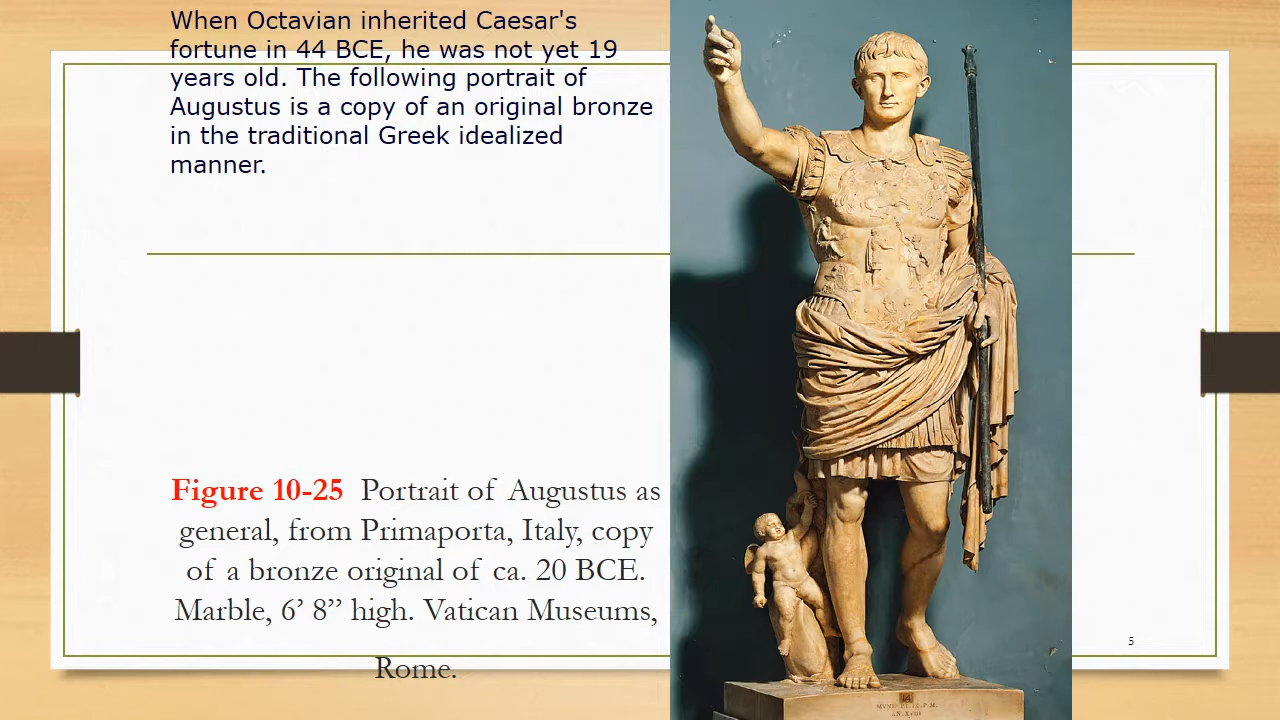 When Octavian inherited Caesar's
fortune in 44 BCE, he was not yet 19
years old. The following portrait of
Augustus is a copy of an original bronze
in the traditional Greek idealized
manner.
Figure 10-25 Portrait of Augustus as
general, from Primaporta, Italy, copy
of a bronze original of ca. 20 BCE.
Marble, 6’ 8” high. Vatican Museums,
Rome.
5